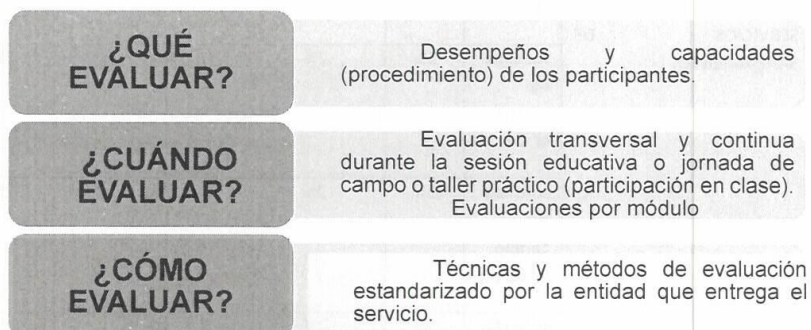 ¿QUÉ
EVALUAR?
Desempeños y capacidades
(procedimiento) de los participantes.
¿CUÁNDO
EVALUAR?
Evaluación transversal y continua
durante la sesión educativa o jornada de
campo o taller práctico (participación en clase).
Evaluaciones por módulo
¿CÓMO
EVALUAR?
Técnicas y métodos de evaluación
estandarizado por la entidad que entrega el
servicio.